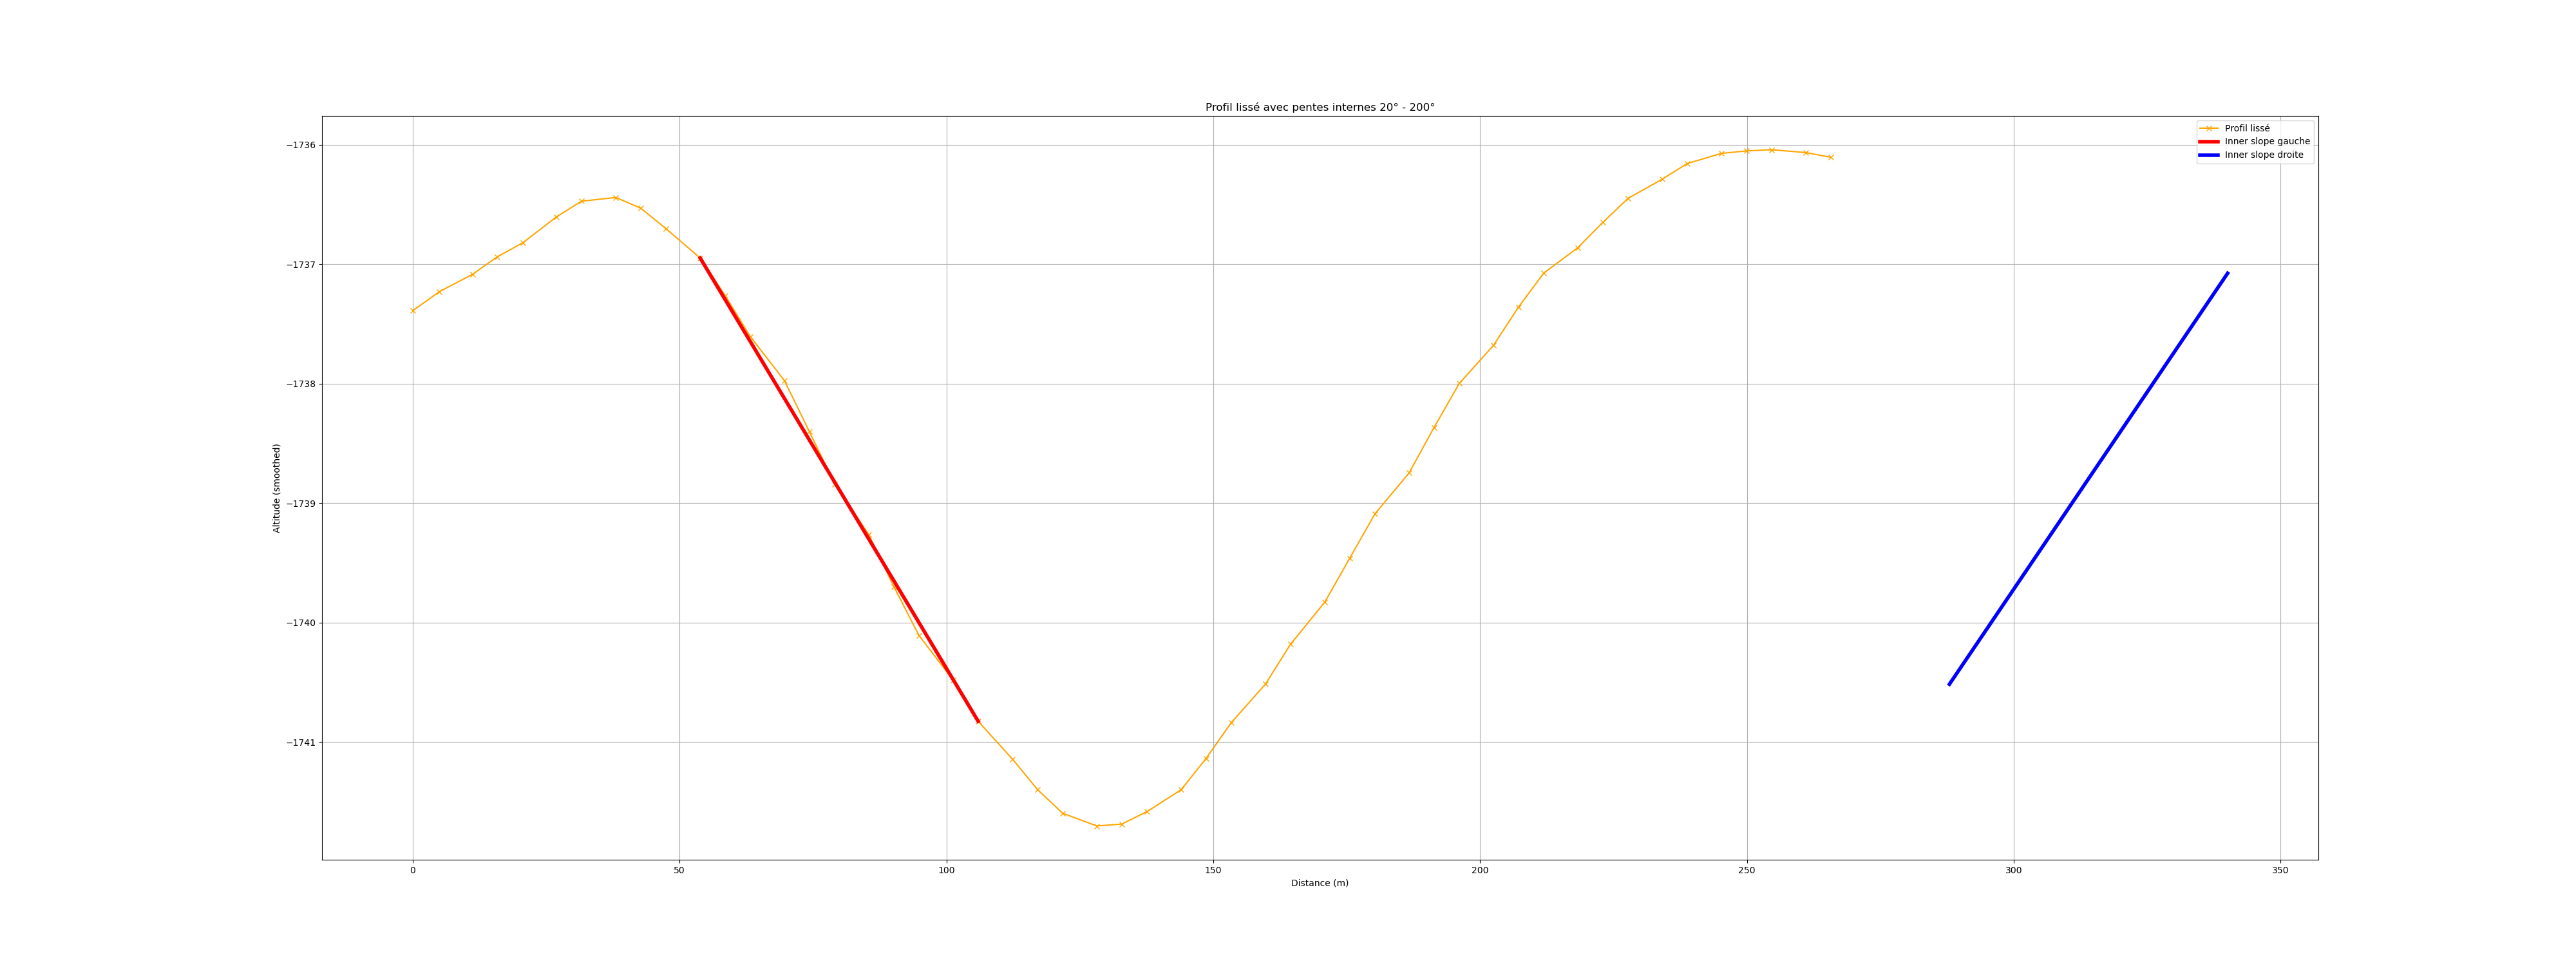 Profil lissé avec pentes internes 20° - 200°
Profil lissé
Inner slope gauche
Inner slope droite
−1736
−1737
−1738
−1739
−1740
−1741
Altitude (smoothed)
0
50
100
150
200
250
300
350
Distance (m)